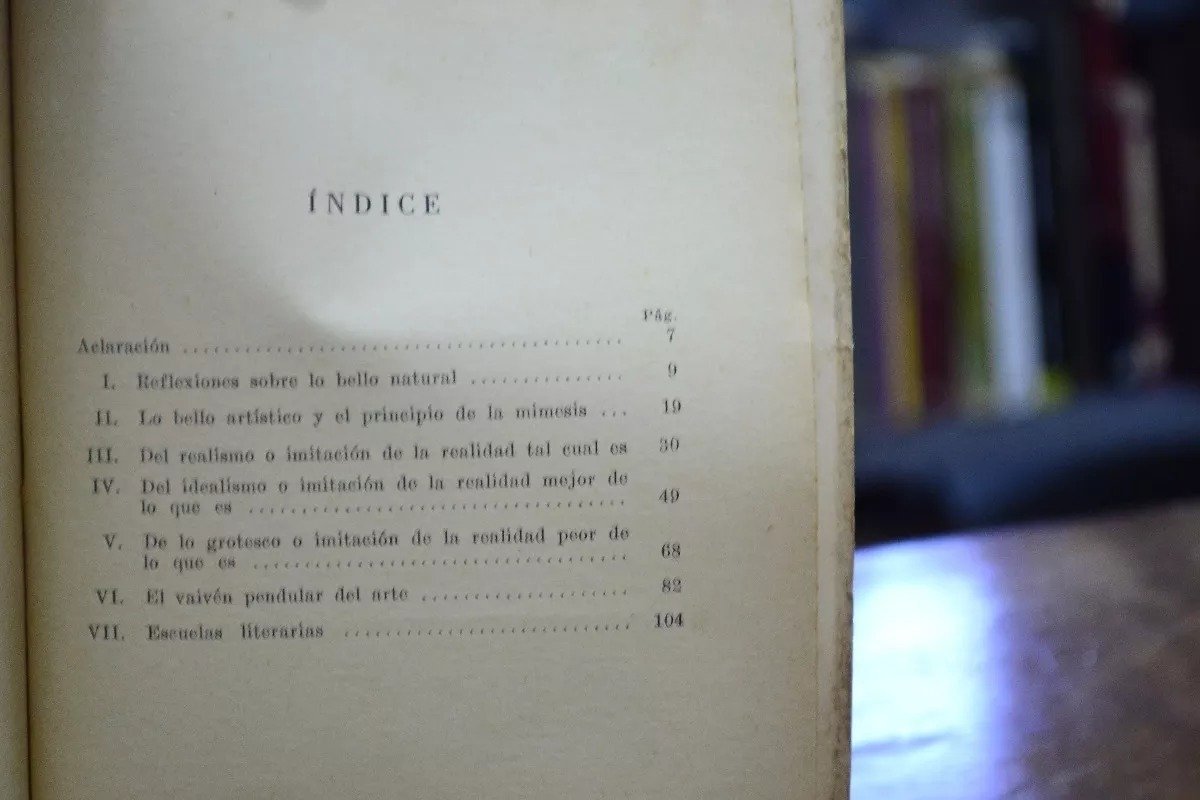 ÍNDICE
Pág.
Aclaración ........................................... 7
I. Reflexiones sobre lo bello natural ............... 9
II. Lo bello artístico y el principio de la mimesis ... 19
III. Del realismo o imitación de la realidad tal cual es 30
IV. Del idealismo o imitación de la realidad mejor de
lo que es ..................................... 49
V. De lo grotesco o imitación de la realidad peor de
lo que es ..................................... 68
VI. El vaivén pendular del arte .................... 82
VII. Escuelas literarias ............................ 104